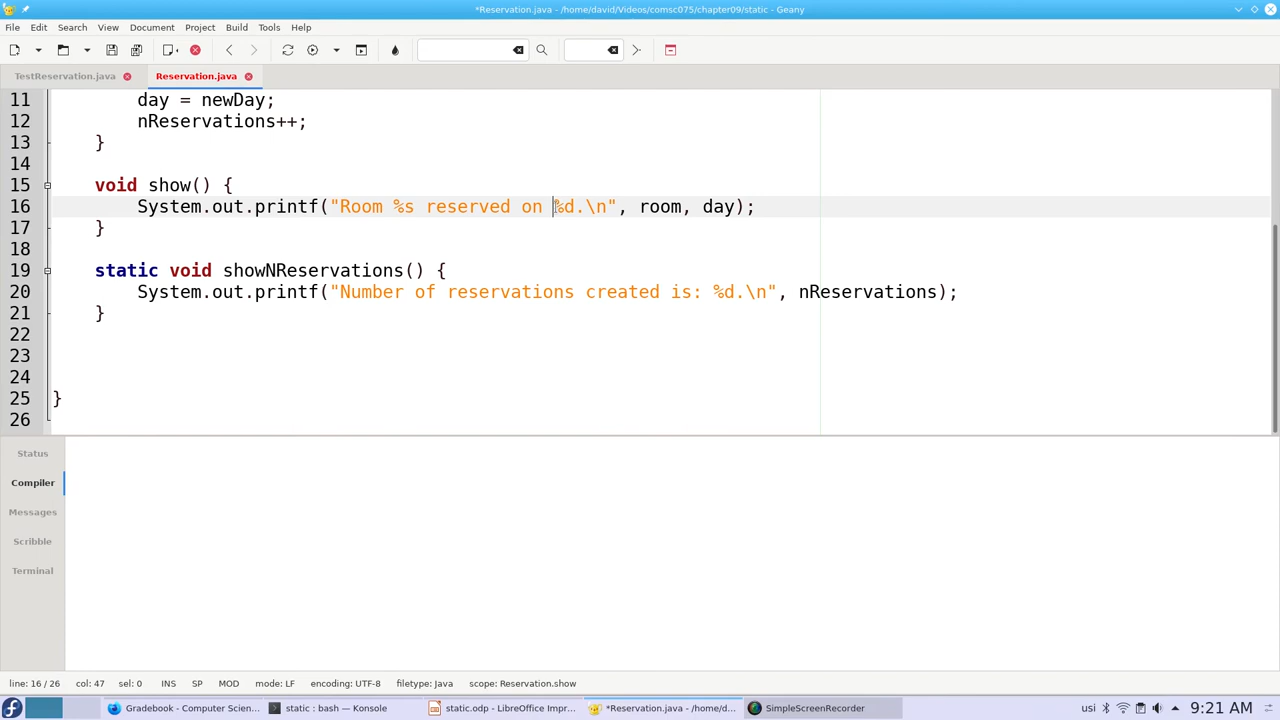 *Reservation.java - /home/david/Videos/comsc075/chapter09/static - Geany
File Edit Search View Document Project Build Tools Help
TestReservation.java Reservation.java
11 day = newDay;
12 nReservations++;
13 }
14
15 void show() {
16 System.out.printf("Room %s reserved on %d.\n", room, day);
17 }
18
19 static void showNReservations() {
20 System.out.printf("Number of reservations created is: %d.\n", nReservations);
21 }
22
23
24
25 }
26
Status
Compiler
Messages
Scribble
Terminal
line: 16 / 26 col: 47 sel: 0 INS SP MOD mode: LF encoding: UTF-8 filetype: Java scope: Reservation.show
Gradebook - Computer Scien... static : bash — Konsole static.odp - LibreOffice Impr... *Reservation.java - /home/d... SimpleScreenRecorder usi 9:21 AM